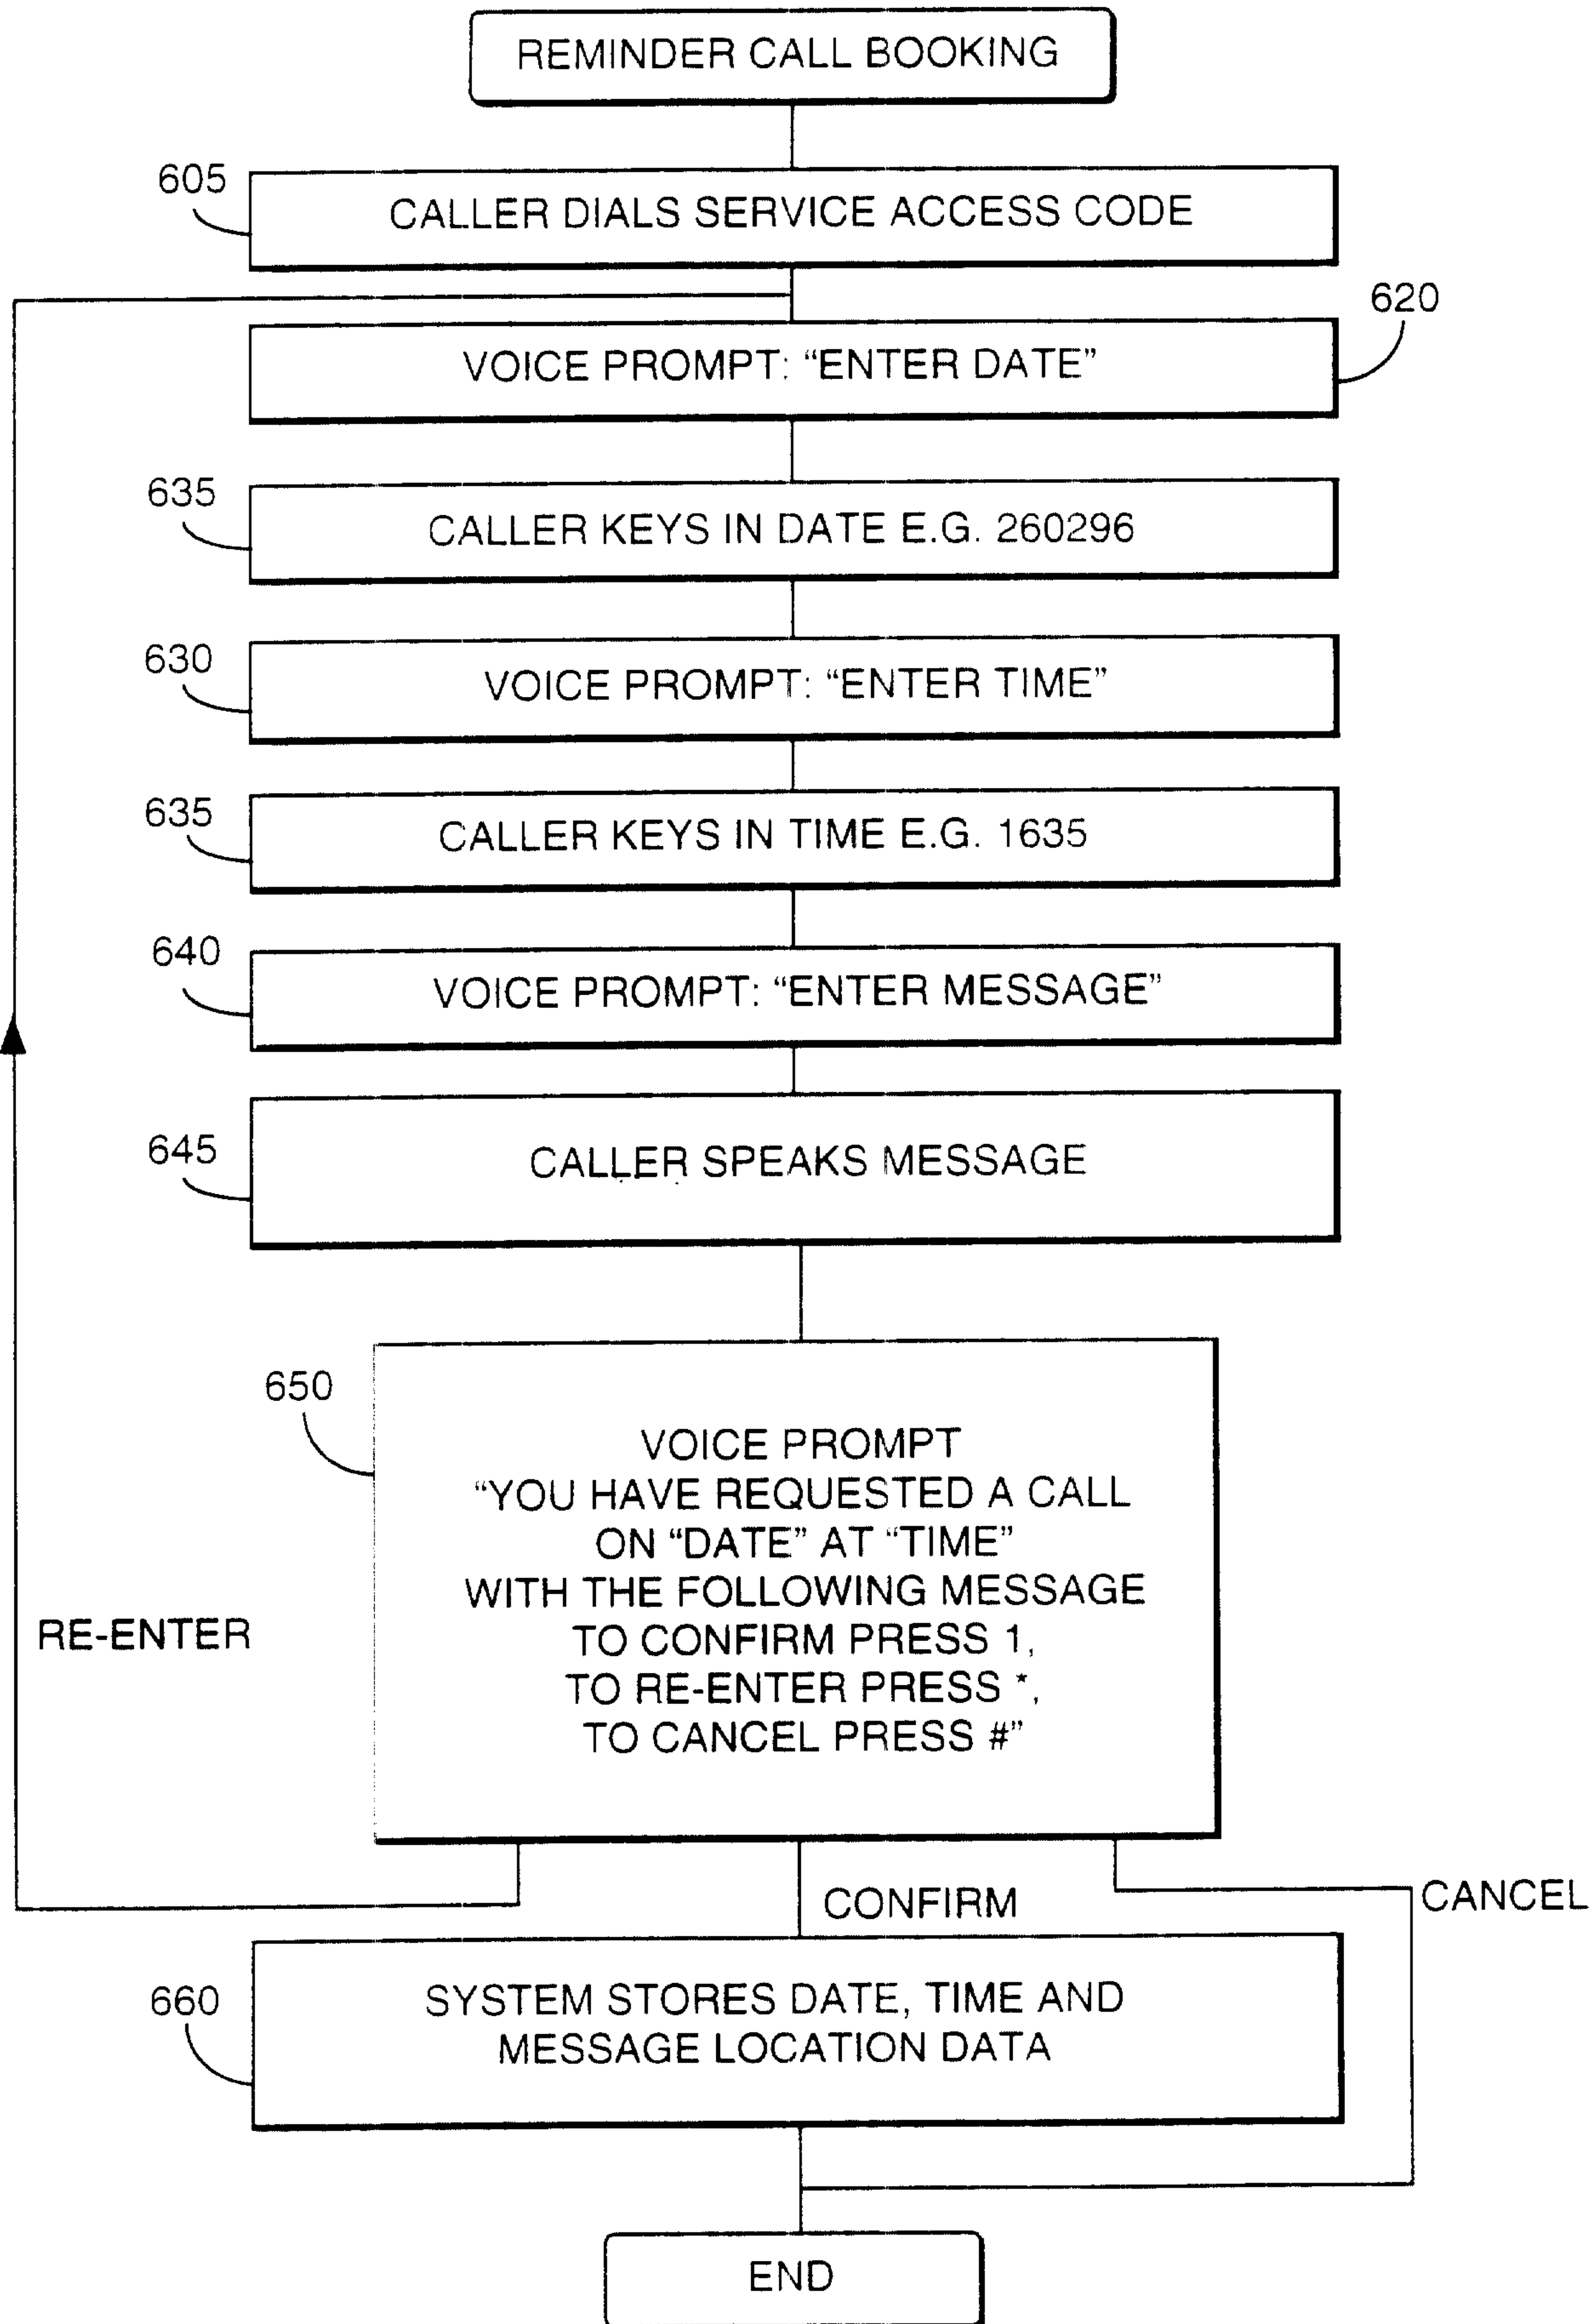 REMINDER CALL BOOKING
605
CALLER DIALS SERVICE ACCESS CODE
620
VOICE PROMPT: “ENTER DATE”
635
CALLER KEYS IN DATE E.G. 260296
630
VOICE PROMPT: “ENTER TIME”
635
CALLER KEYS IN TIME E.G. 1635
640
VOICE PROMPT: “ENTER MESSAGE”
645
CALLER SPEAKS MESSAGE
650
VOICE PROMPT
“YOU HAVE REQUESTED A CALL
ON “DATE” AT “TIME”
WITH THE FOLLOWING MESSAGE
TO CONFIRM PRESS 1,
TO RE-ENTER PRESS *,
TO CANCEL PRESS #”
RE-ENTER
CONFIRM
CANCEL
660
SYSTEM STORES DATE, TIME AND
MESSAGE LOCATION DATA
END